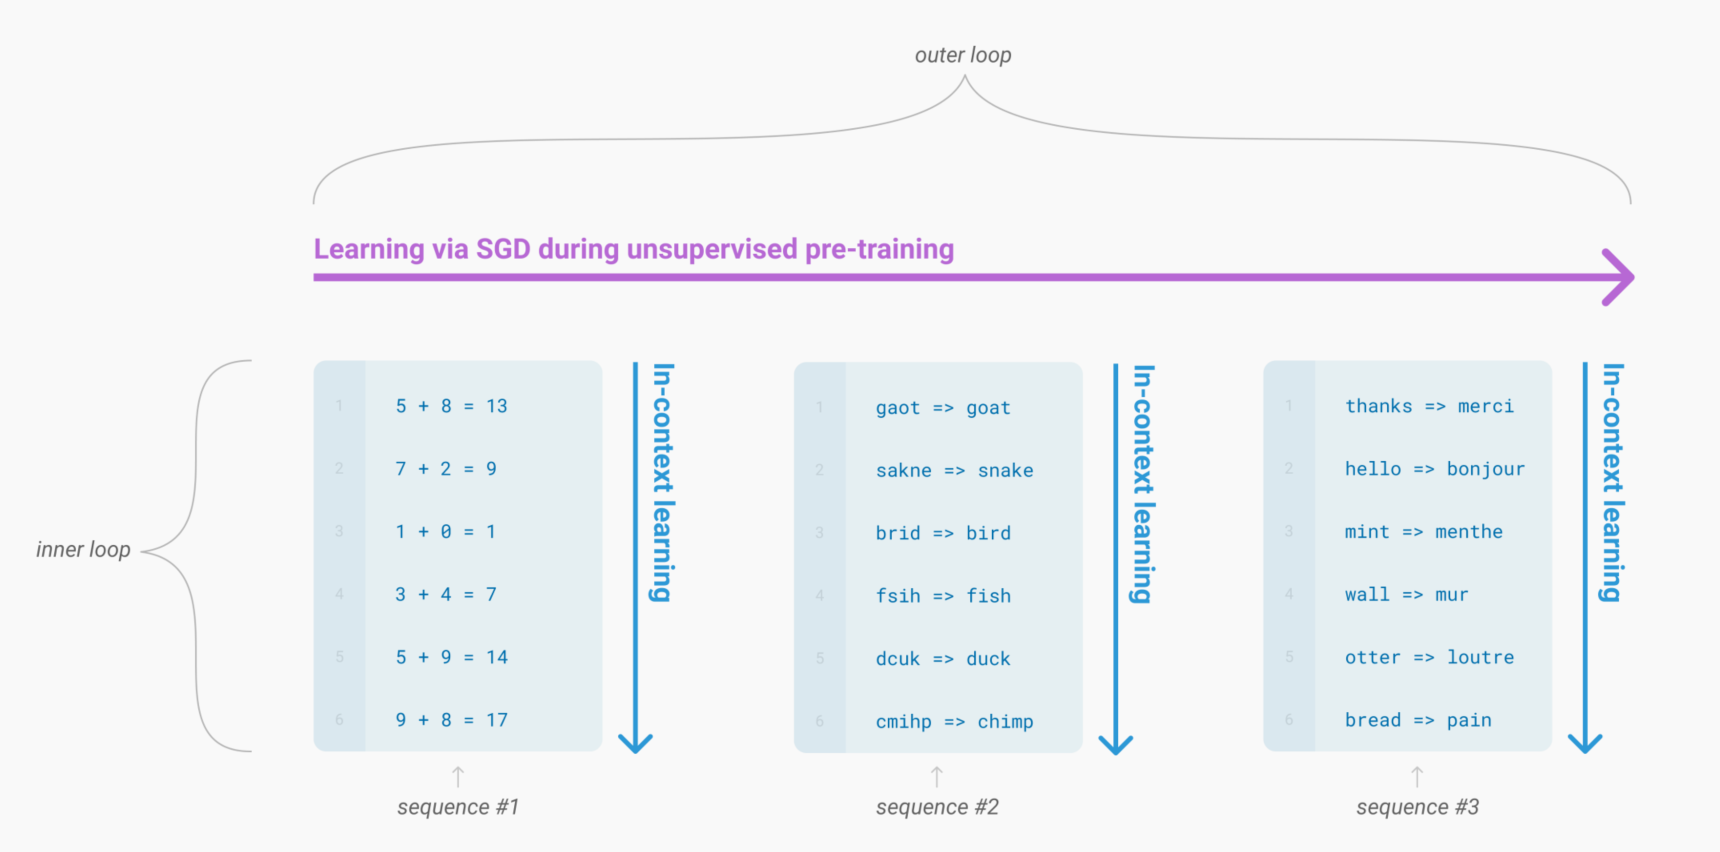 outer loop
Learning via SGD during unsupervised pre-training
inner loop
1 5 + 8 = 13
2 7 + 2 = 9
3 1 + 0 = 1
4 3 + 4 = 7
5 5 + 9 = 14
6 9 + 8 = 17
In-context learning
sequence #1
1 gaot => goat
2 sakne => snake
3 brid => bird
4 fsih => fish
5 dcuk => duck
6 cmihp => chimp
In-context learning
sequence #2
1 thanks => merci
2 hello => bonjour
3 mint => menthe
4 wall => mur
5 otter => loutre
6 bread => pain
In-context learning
sequence #3